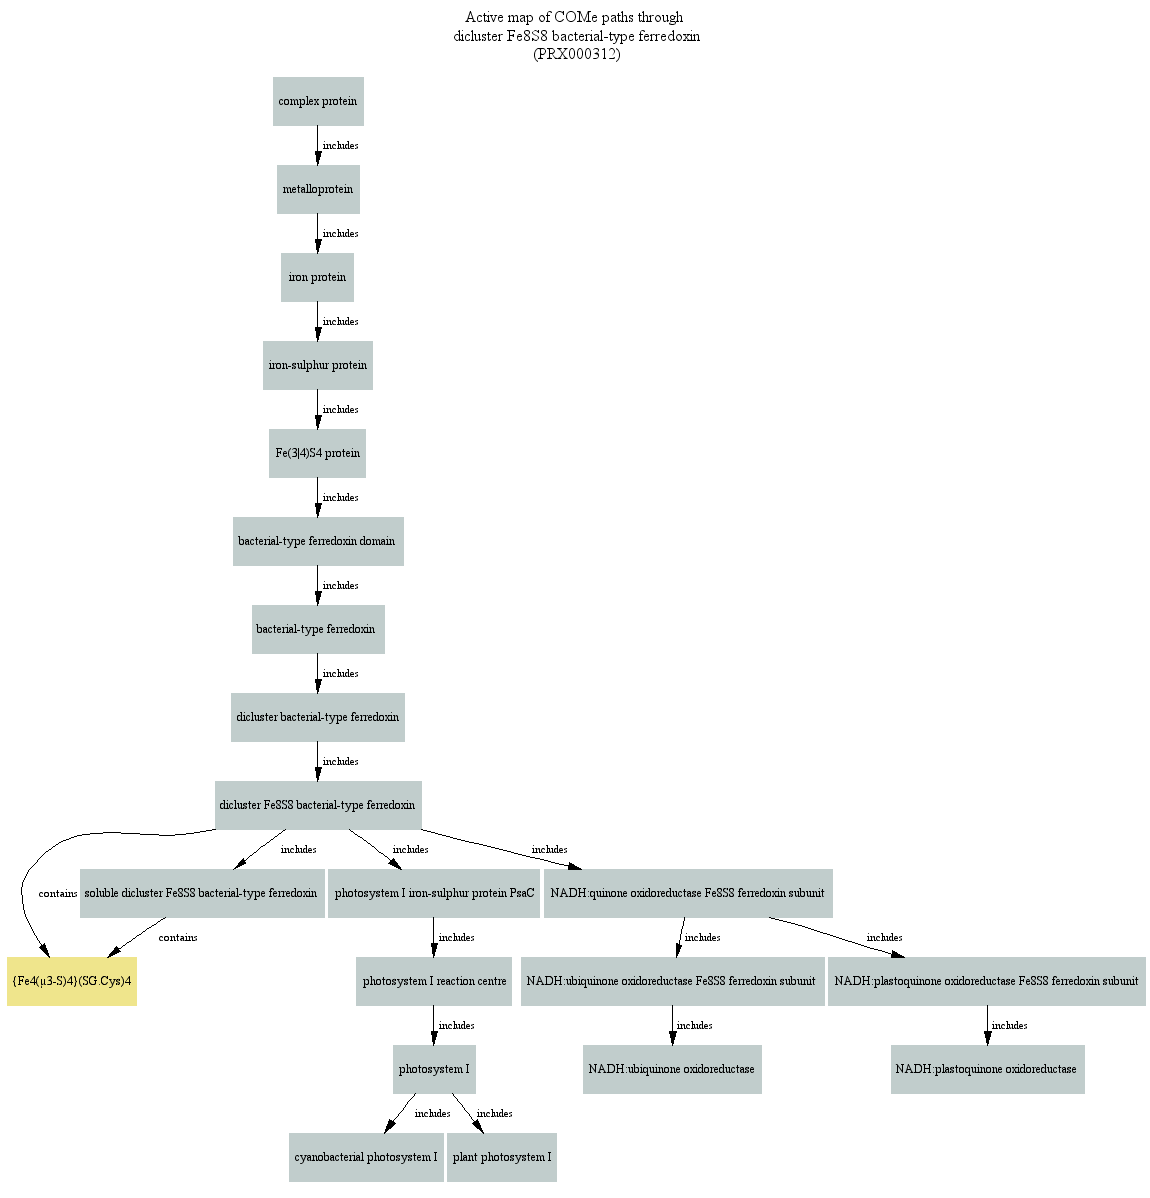 Active map of COMe paths through
dicluster Fe8S8 bacterial-type ferredoxin
(PRX000312)
complex protein
includes
metalloprotein
includes
iron protein
includes
iron-sulphur protein
includes
Fe(3|4)S4 protein
includes
bacterial-type ferredoxin domain
includes
bacterial-type ferredoxin
includes
dicluster bacterial-type ferredoxin
includes
dicluster Fe8S8 bacterial-type ferredoxin
includes
includes
includes
contains
soluble dicluster Fe8S8 bacterial-type ferredoxin
photosystem I iron-sulphur protein PsaC
NADH:quinone oxidoreductase Fe8S8 ferredoxin subunit
contains
includes
includes
includes
{Fe4(µ3-S)4}(SG.Cys)4
photosystem I reaction centre
NADH:ubiquinone oxidoreductase Fe8S8 ferredoxin subunit
NADH:plastoquinone oxidoreductase Fe8S8 ferredoxin subunit
includes
includes
includes
photosystem I
NADH:ubiquinone oxidoreductase
NADH:plastoquinone oxidoreductase
includes
includes
cyanobacterial photosystem I
plant photosystem I